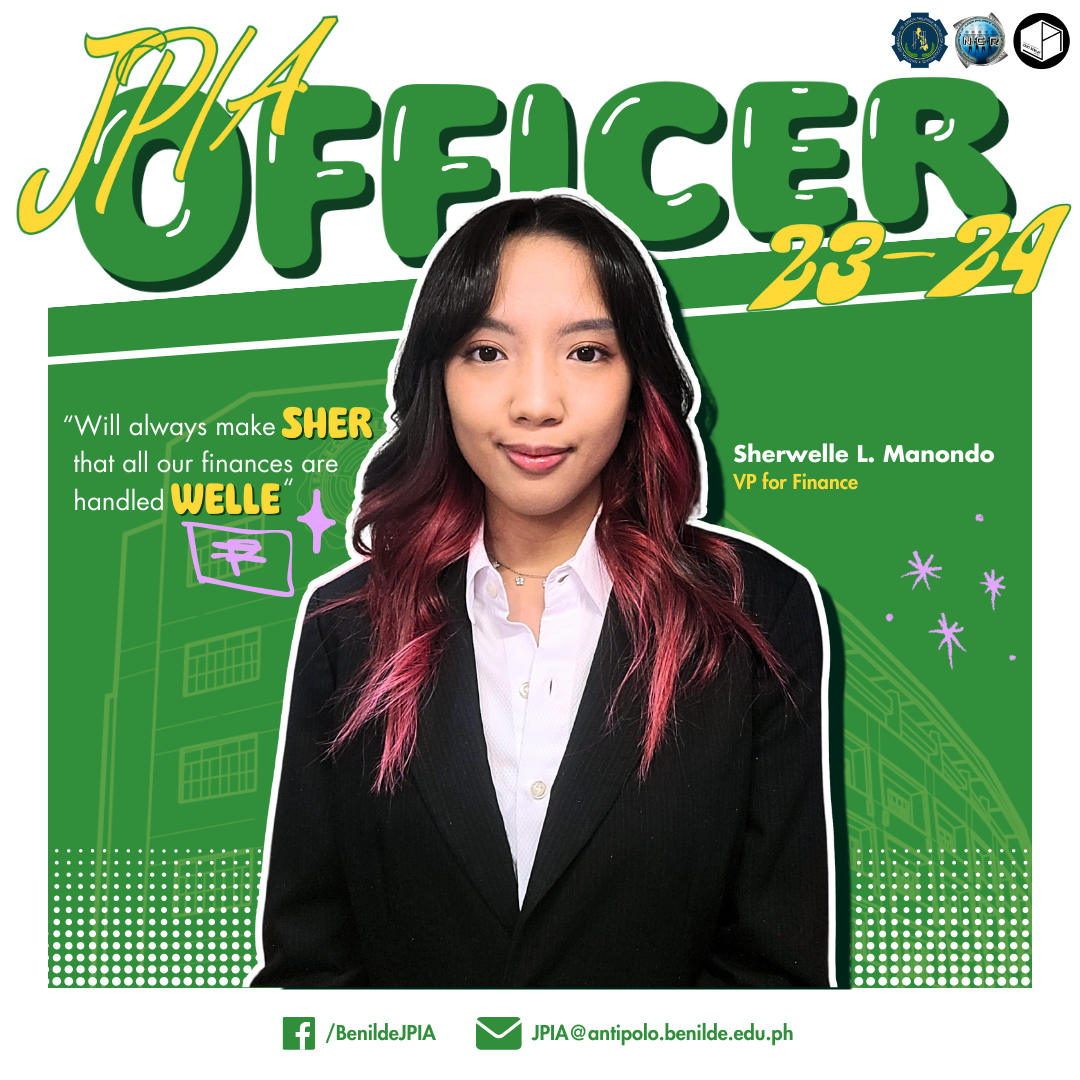 JPIA
OFFICER
23-24
NCR
“Will always make SHER
that all our finances are
handled WELLE“
Sherwelle L. Manondo
VP for Finance
/BenildeJPIA
JPIA@antipolo.benilde.edu.ph